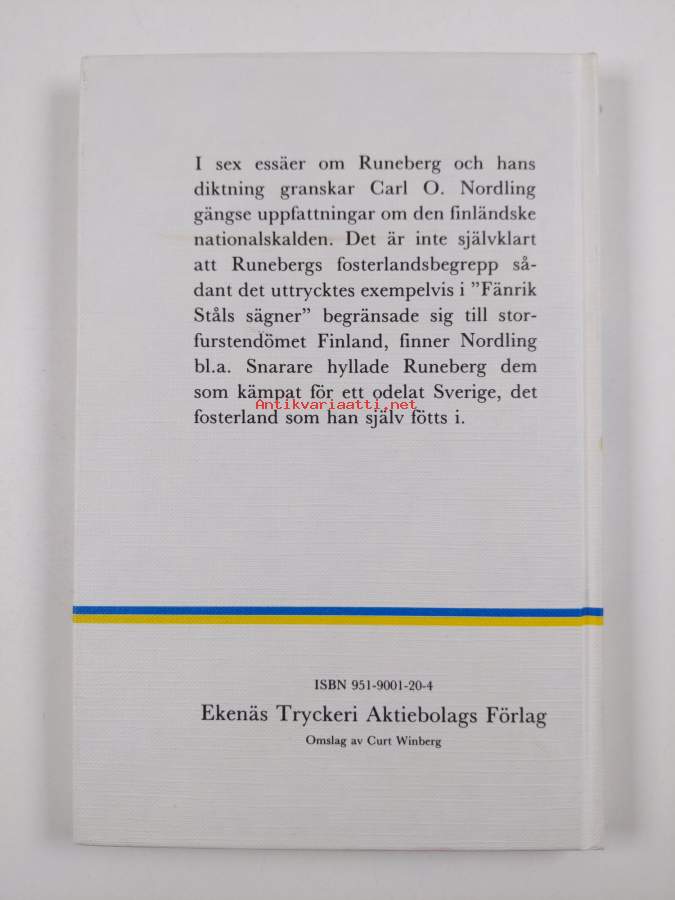 I sex essäer om Runeberg och hans
diktning granskar Carl O. Nordling
gängse uppfattningar om den finländske
nationalskalden. Det är inte självklart
att Runebergs fosterlandsbegrepp så-
dant det uttrycktes exempelvis i ”Fänrik
Ståls sägner” begränsade sig till stor-
furstendömet Finland, finner Nordling
bl.a. Snarare hyllade Runeberg dem
som kämpat för ett odelat Sverige, det
Antikvariaatti.net
fosterland som han själv fötts i.
ISBN 951-9001-20-4
Ekenäs Tryckeri Aktiebolags Förlag
Omslag av Curt Winberg